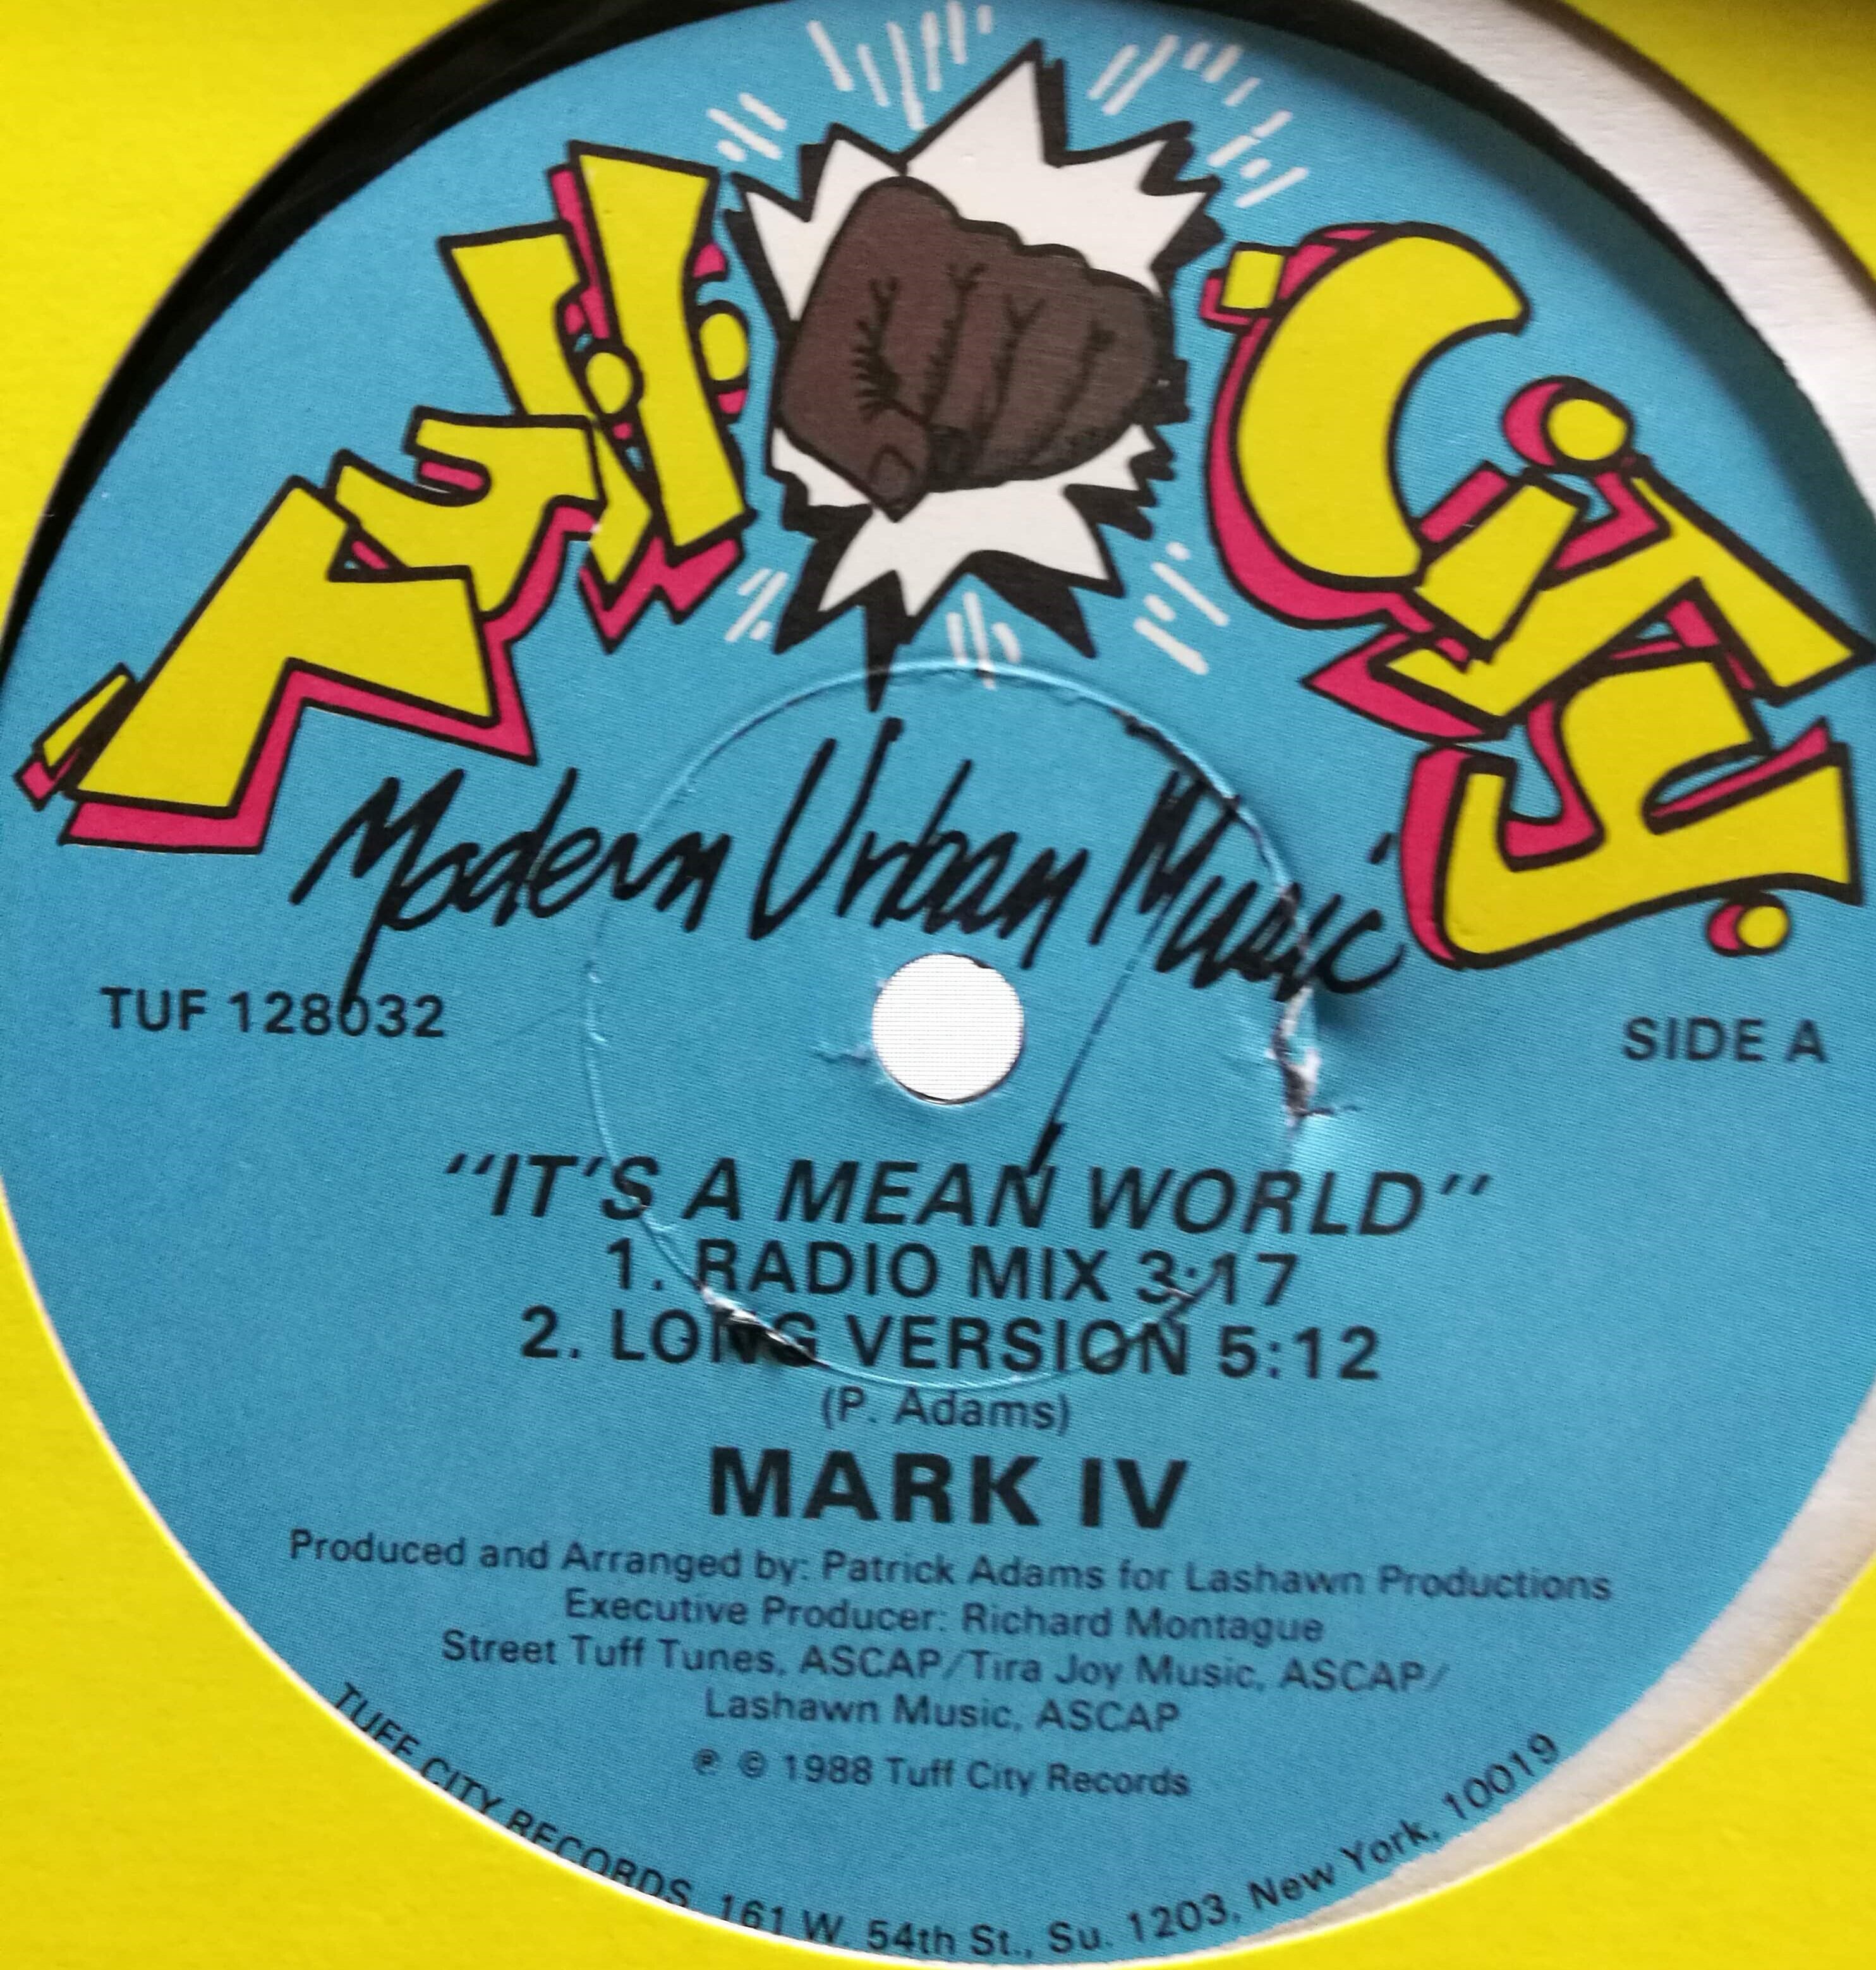 Tuff City
Modern Urban Music
TUF 128032
SIDE A
"IT'S A MEAN WORLD"
1. RADIO MIX 3:17
2. LONG VERSION 5:12
(P. Adams)
MARK IV
Produced and Arranged by: Patrick Adams for Lashawn Productions
Executive Producer: Richard Montague
Street Tuff Tunes, ASCAP/Tira Joy Music, ASCAP/
Lashawn Music, ASCAP
℗ © 1988 Tuff City Records
TUFF CITY RECORDS, 161 W. 54th St., Su. 1203, New York, 10019